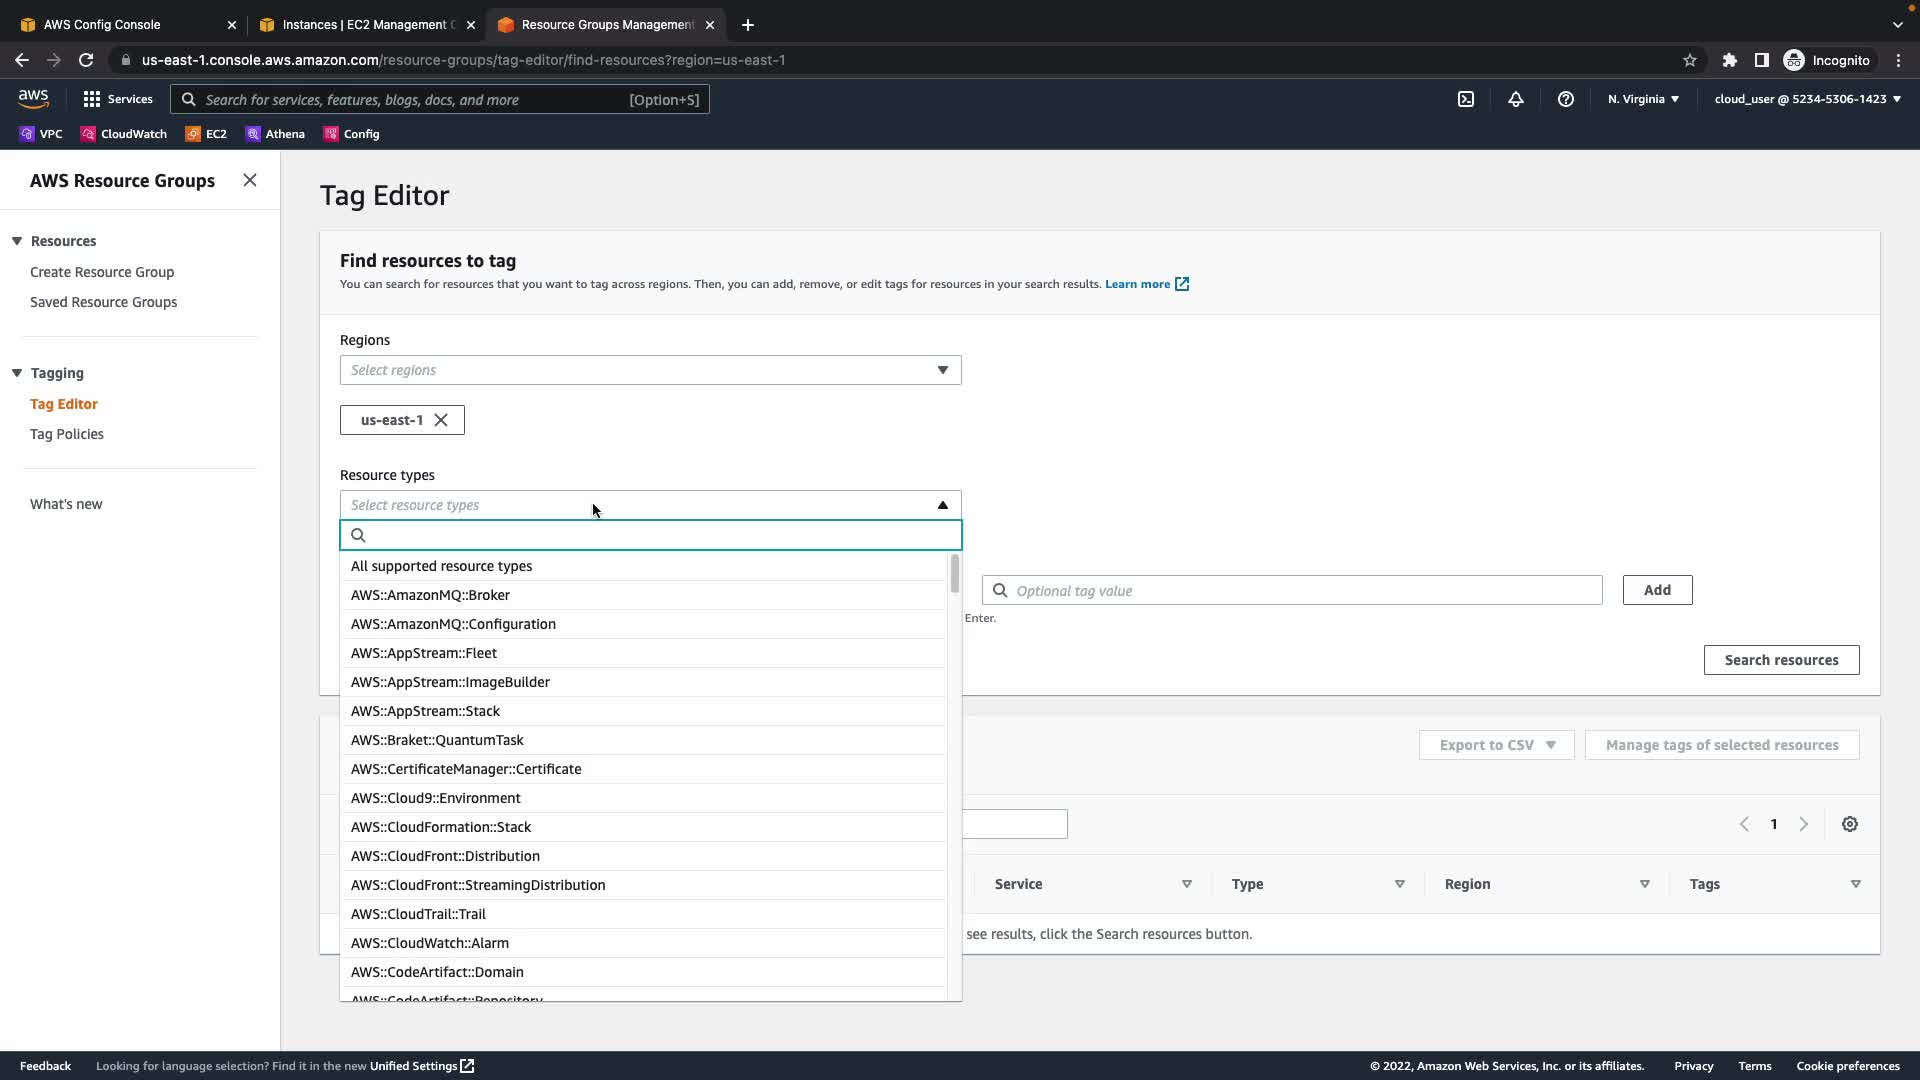 AWS Config Console
Instances | EC2 Management C
Resource Groups Management
us-east-1.console.aws.amazon.com/resource-groups/tag-editor/find-resources?region=us-east-1
Incognito
aws
Services
Search for services, features, blogs, docs, and more
[Option+S]
N. Virginia
cloud_user @ 5234-5306-1423
VPC
CloudWatch
EC2
Athena
Config
AWS Resource Groups
Resources
Create Resource Group
Saved Resource Groups
Tagging
Tag Editor
Tag Policies
What's new
Tag Editor
Find resources to tag
You can search for resources that you want to tag across regions. Then, you can add, remove, or edit tags for resources in your search results. Learn more
Regions
Select regions
us-east-1
Resource types
Select resource types
All supported resource types
AWS::AmazonMQ::Broker
AWS::AmazonMQ::Configuration
AWS::AppStream::Fleet
AWS::AppStream::ImageBuilder
AWS::AppStream::Stack
AWS::Braket::QuantumTask
AWS::CertificateManager::Certificate
AWS::Cloud9::Environment
AWS::CloudFormation::Stack
AWS::CloudFront::Distribution
AWS::CloudFront::StreamingDistribution
AWS::CloudTrail::Trail
AWS::CloudWatch::Alarm
AWS::CodeArtifact::Domain
AWS::CodeArtifact::Repository
Optional tag value
Add
Enter.
Search resources
Export to CSV
Manage tags of selected resources
1
Service
Type
Region
Tags
see results, click the Search resources button.
Feedback
Looking for language selection? Find it in the new Unified Settings
© 2022, Amazon Web Services, Inc. or its affiliates.
Privacy
Terms
Cookie preferences